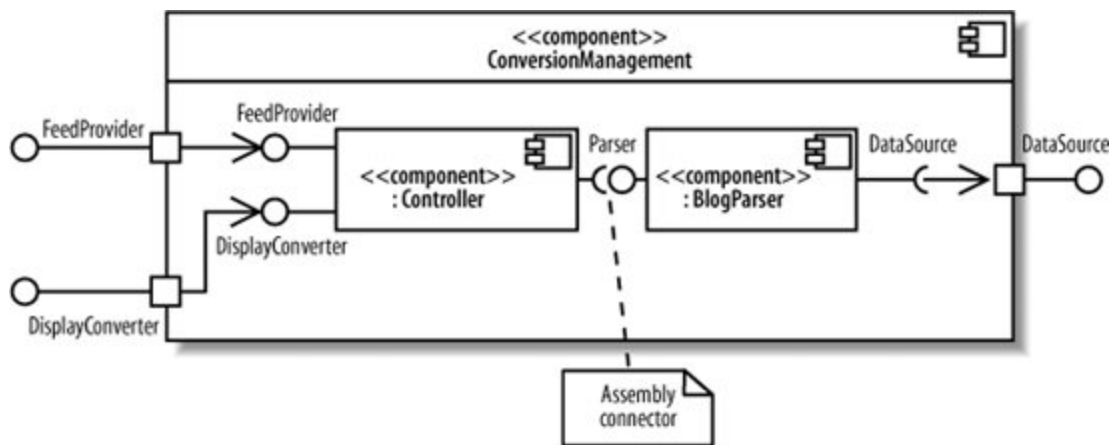 <<component>>
ConversionManagement
FeedProvider
FeedProvider
Parser
DataSource
DataSource
<<component>>
: Controller
<<component>>
: BlogParser
DisplayConverter
DisplayConverter
Assembly
connector